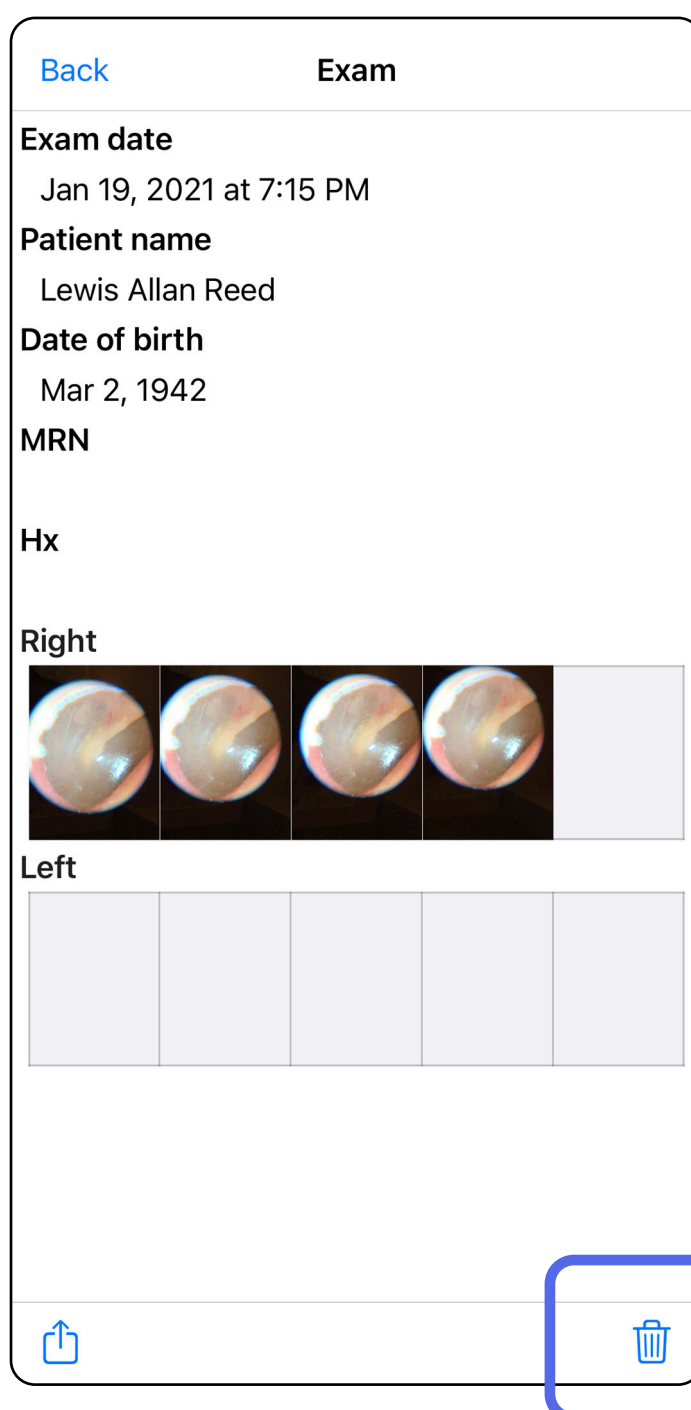 Back Exam
Exam date
Jan 19, 2021 at 7:15 PM
Patient name
Lewis Allan Reed
Date of birth
Mar 2, 1942
MRN
Hx
Right
Left